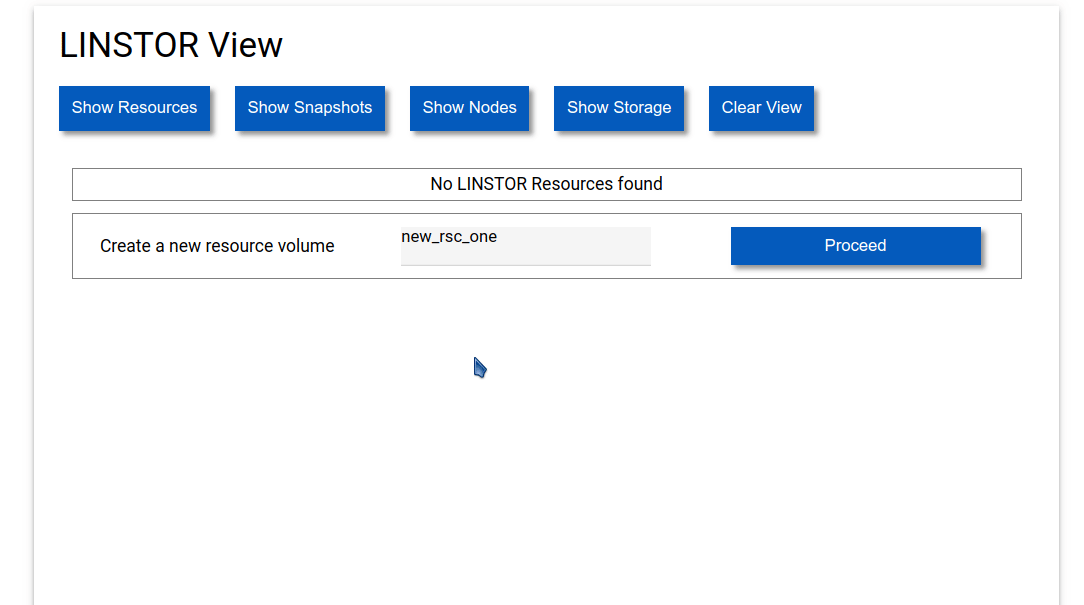 LINSTOR View
Show Resources Show Snapshots Show Nodes Show Storage Clear View
No LINSTOR Resources found
Create a new resource volume new_rsc_one Proceed